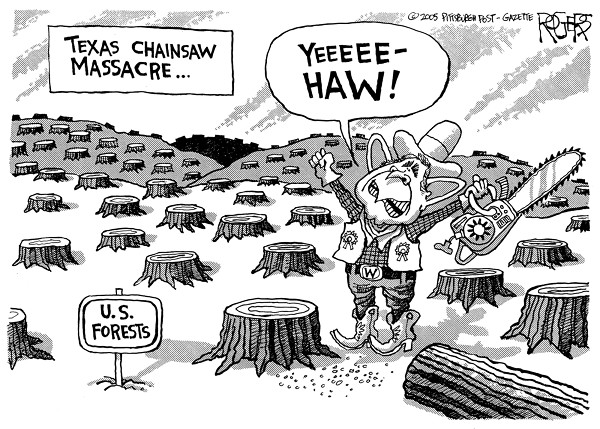 © 2005 PITTSBURGH POST-GAZETTE
ROGERS
TEXAS CHAINSAW
MASSACRE...
YEEEEE-
HAW!
W
U.S.
FORESTS